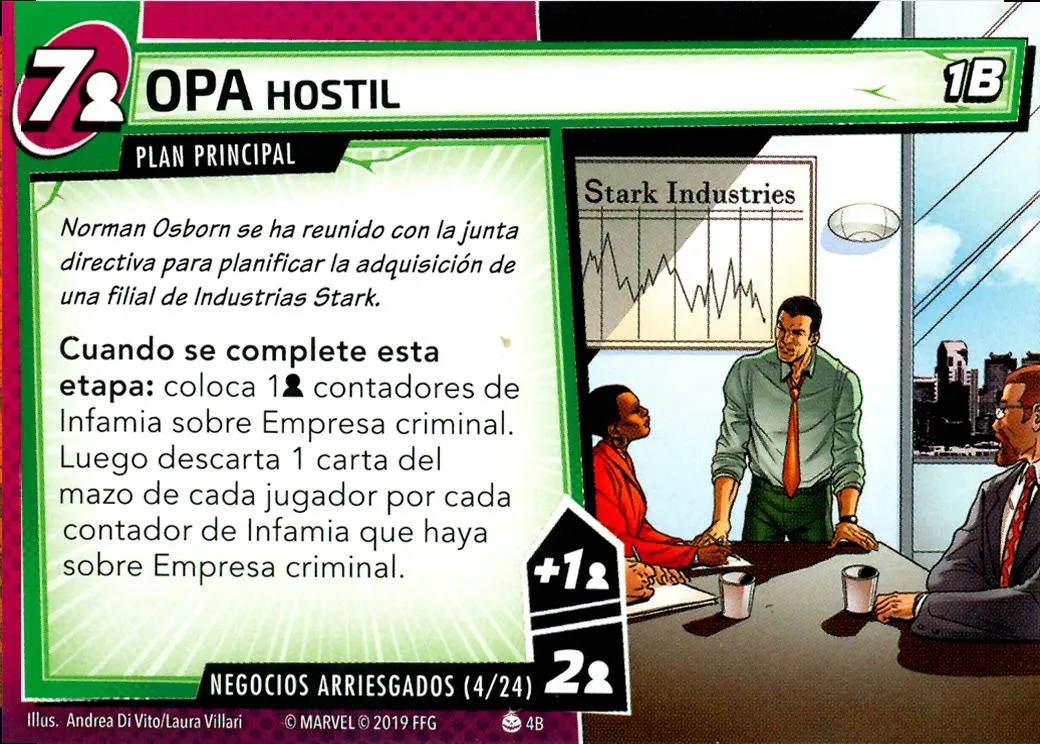 7
OPA HOSTIL
1B
PLAN PRINCIPAL
Norman Osborn se ha reunido con la junta
directiva para planificar la adquisición de
una filial de Industrias Stark.
Cuando se complete esta
etapa: coloca 1 contadores de
Infamia sobre Empresa criminal.
Luego descarta 1 carta del
mazo de cada jugador por cada
contador de Infamia que haya
sobre Empresa criminal.
Stark Industries
+1
2
NEGOCIOS ARRIESGADOS (4/24)
Illus. Andrea Di Vito/Laura Villari
© MARVEL © 2019 FFG
4B